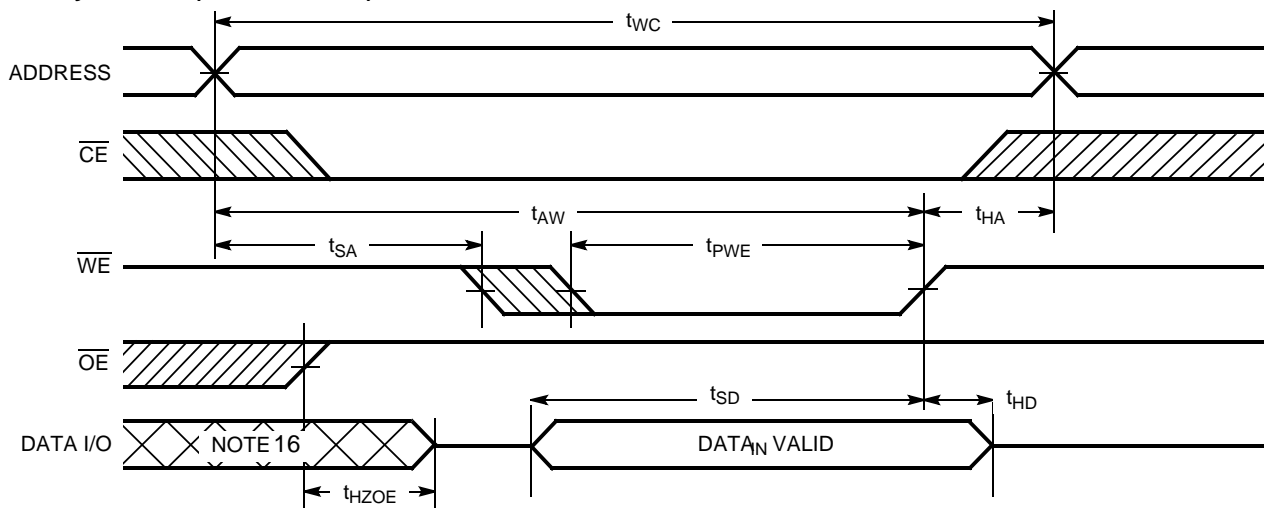 tWC
ADDRESS
CE
tAW
tHA
tSA
tPWE
WE
OE
tSD
tHD
DATA I/O
NOTE 16
DATAIN VALID
tHZOE